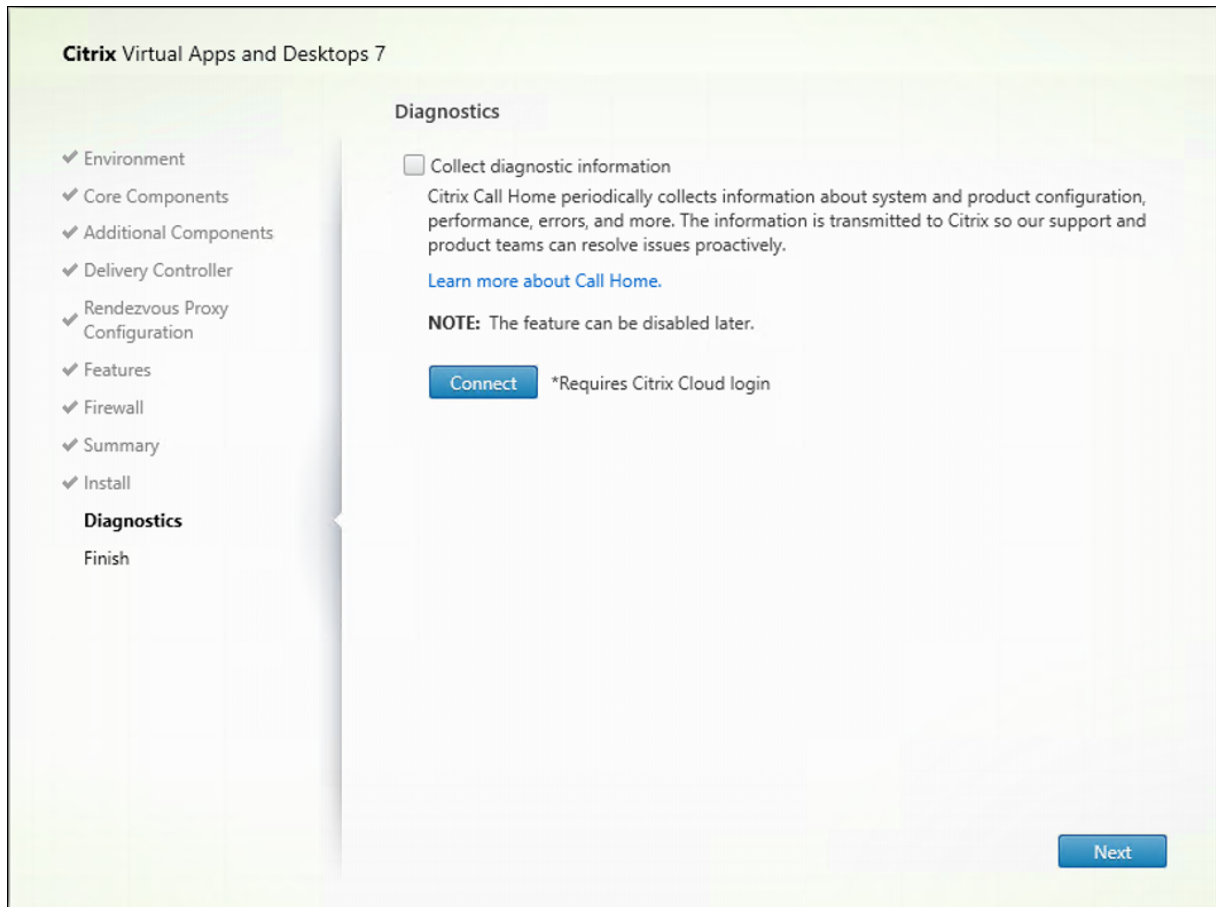 Citrix Virtual Apps and Desktops 7
Environment
Core Components
Additional Components
Delivery Controller
Rendezvous Proxy
Configuration
Features
Firewall
Summary
Install
Diagnostics
Finish
Diagnostics
Collect diagnostic information
Citrix Call Home periodically collects information about system and product configuration,
performance, errors, and more. The information is transmitted to Citrix so our support and
product teams can resolve issues proactively.
Learn more about Call Home.
NOTE: The feature can be disabled later.
Connect *Requires Citrix Cloud login
Next